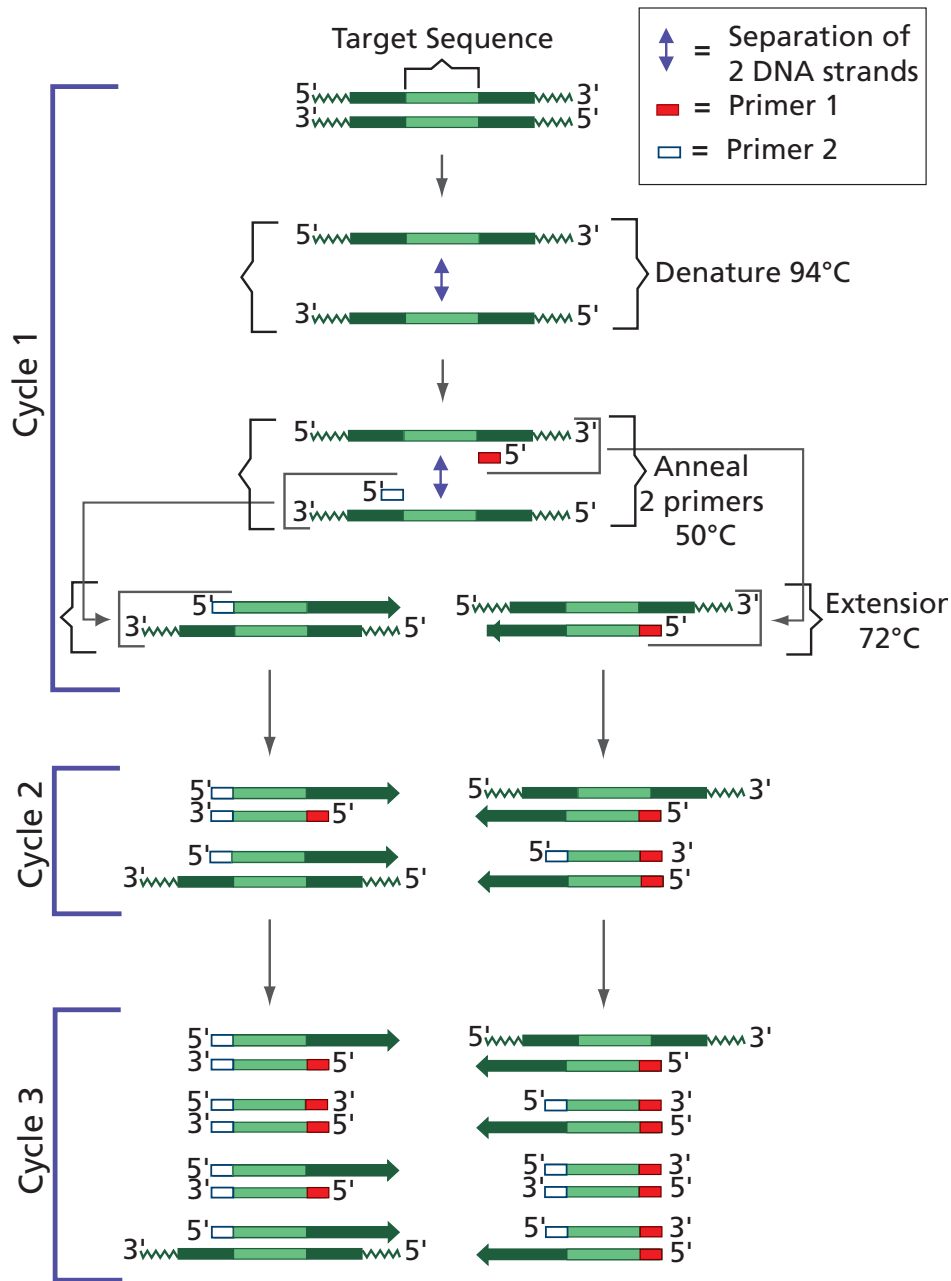 Target Sequence
= Separation of
2 DNA strands
= Primer 1
= Primer 2
5' 3'
3' 5'
Cycle 1
5' 3'
Denature 94°C
3' 5'
5' 3'
5'
Anneal
2 primers
50°C
5'
3' 5'
5'
3' 5'
5' 3'
5'
Extension
72°C
Cycle 2
5'
3' 5'
5'
3' 5'
5' 3'
5'
5' 3'
5'
Cycle 3
5'
3' 5'
5' 3'
3' 5'
5'
3' 5'
5'
3' 5'
5' 3'
5'
5' 3'
5'
5' 3'
3' 5'
5' 3'
5'